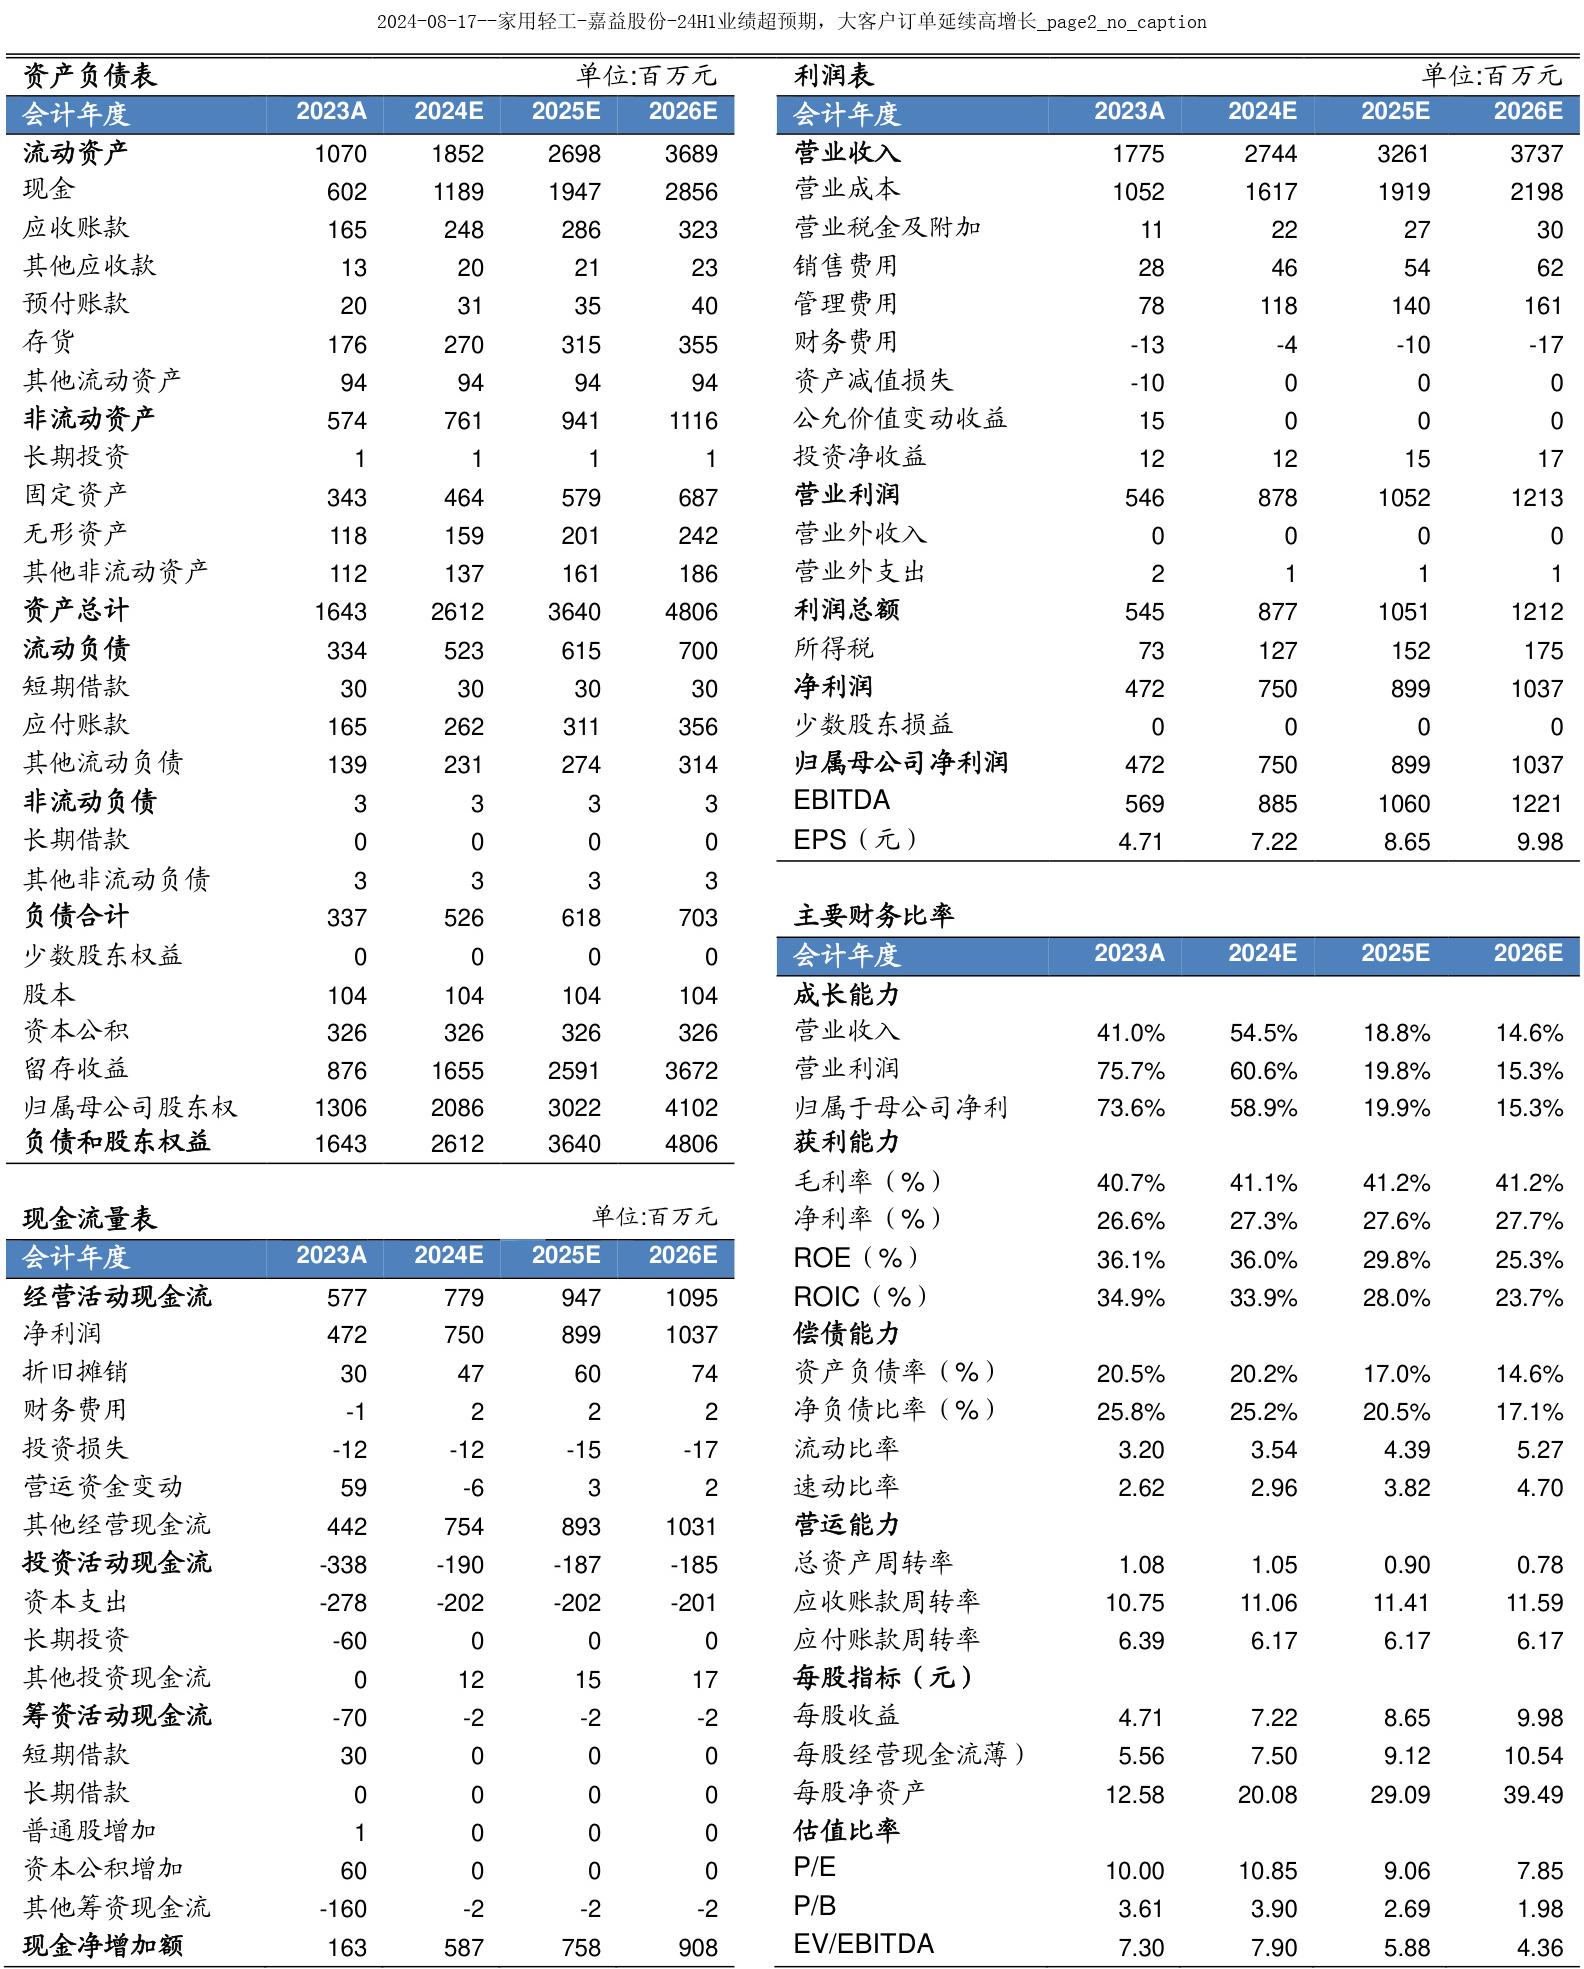 2024-08-17--家用轻工-嘉益股份-24H1业绩超预期，大客户订单延续高增长_page2_no_caption
资产负债表 单位:百万元
会计年度 2023A 2024E 2025E 2026E
流动资产 1070 1852 2698 3689
现金 602 1189 1947 2856
应收账款 165 248 286 323
其他应收款 13 20 21 23
预付账款 20 31 35 40
存货 176 270 315 355
其他流动资产 94 94 94 94
非流动资产 574 761 941 1116
长期投资 1 1 1 1
固定资产 343 464 579 687
无形资产 118 159 201 242
其他非流动资产 112 137 161 186
资产总计 1643 2612 3640 4806
流动负债 334 523 615 700
短期借款 30 30 30 30
应付账款 165 262 311 356
其他流动负债 139 231 274 314
非流动负债 3 3 3 3
长期借款 0 0 0 0
其他非流动负债 3 3 3 3
负债合计 337 526 618 703
少数股东权益 0 0 0 0
股本 104 104 104 104
资本公积 326 326 326 326
留存收益 876 1655 2591 3672
归属母公司股东权 1306 2086 3022 4102
负债和股东权益 1643 2612 3640 4806
现金流量表 单位:百万元
会计年度 2023A 2024E 2025E 2026E
经营活动现金流 577 779 947 1095
净利润 472 750 899 1037
折旧摊销 30 47 60 74
财务费用 -1 2 2 2
投资损失 -12 -12 -15 -17
营运资金变动 59 -6 3 2
其他经营现金流 442 754 893 1031
投资活动现金流 -338 -190 -187 -185
资本支出 -278 -202 -202 -201
长期投资 -60 0 0 0
其他投资现金流 0 12 15 17
筹资活动现金流 -70 -2 -2 -2
短期借款 30 0 0 0
长期借款 0 0 0 0
普通股增加 1 0 0 0
资本公积增加 60 0 0 0
其他筹资现金流 -160 -2 -2 -2
现金净增加额 163 587 758 908
利润表 单位:百万元
会计年度 2023A 2024E 2025E 2026E
营业收入 1775 2744 3261 3737
营业成本 1052 1617 1919 2198
营业税金及附加 11 22 27 30
销售费用 28 46 54 62
管理费用 78 118 140 161
财务费用 -13 -4 -10 -17
资产减值损失 -10 0 0 0
公允价值变动收益 15 0 0 0
投资净收益 12 12 15 17
营业利润 546 878 1052 1213
营业外收入 0 0 0 0
营业外支出 2 1 1 1
利润总额 545 877 1051 1212
所得税 73 127 152 175
净利润 472 750 899 1037
少数股东损益 0 0 0 0
归属母公司净利润 472 750 899 1037
EBITDA 569 885 1060 1221
EPS（元） 4.71 7.22 8.65 9.98
主要财务比率
会计年度 2023A 2024E 2025E 2026E
成长能力
营业收入 41.0% 54.5% 18.8% 14.6%
营业利润 75.7% 60.6% 19.8% 15.3%
归属于母公司净利 73.6% 58.9% 19.9% 15.3%
获利能力
毛利率（%） 40.7% 41.1% 41.2% 41.2%
净利率（%） 26.6% 27.3% 27.6% 27.7%
ROE（%） 36.1% 36.0% 29.8% 25.3%
ROIC（%） 34.9% 33.9% 28.0% 23.7%
偿债能力
资产负债率（%） 20.5% 20.2% 17.0% 14.6%
净负债比率（%） 25.8% 25.2% 20.5% 17.1%
流动比率 3.20 3.54 4.39 5.27
速动比率 2.62 2.96 3.82 4.70
营运能力
总资产周转率 1.08 1.05 0.90 0.78
应收账款周转率 10.75 11.06 11.41 11.59
应付账款周转率 6.39 6.17 6.17 6.17
每股指标（元）
每股收益 4.71 7.22 8.65 9.98
每股经营现金流薄） 5.56 7.50 9.12 10.54
每股净资产 12.58 20.08 29.09 39.49
估值比率
P/E 10.00 10.85 9.06 7.85
P/B 3.61 3.90 2.69 1.98
EV/EBITDA 7.30 7.90 5.88 4.36